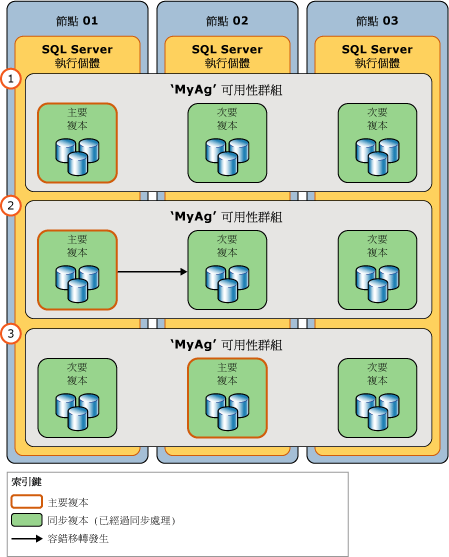 節點 01
節點 02
節點 03
SQL Server
執行個體
SQL Server
執行個體
SQL Server
執行個體
1
‘MyAg’ 可用性群組
主要
複本
次要
複本
次要
複本
2
‘MyAg’ 可用性群組
主要
複本
次要
複本
次要
複本
3
‘MyAg’ 可用性群組
次要
複本
主要
複本
次要
複本
索引鍵
主要複本
同步複本 (已經過同步處理)
容錯移轉發生